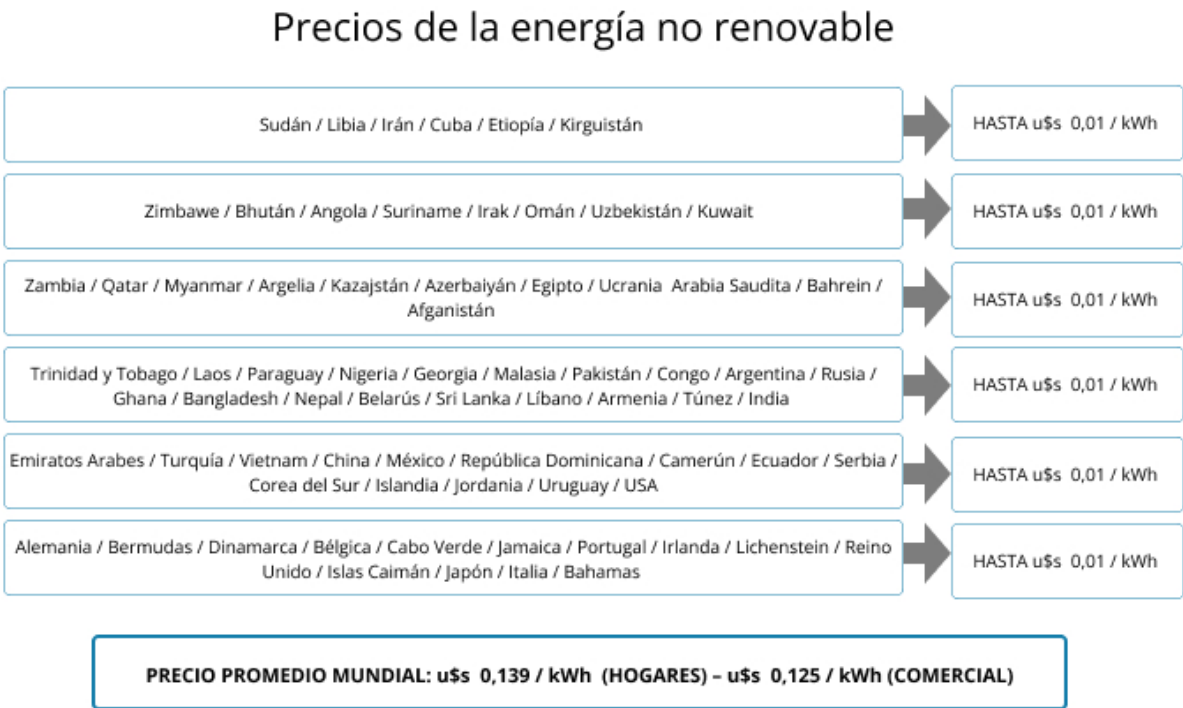 Precios de la energía no renovable
Sudán / Libia / Irán / Cuba / Etiopía / Kirguistán
HASTA u$s 0,01 / kWh
Zimbawe / Bhután / Angola / Suriname / Irak / Omán / Uzbekistán / Kuwait
HASTA u$s 0,01 / kWh
Zambia / Qatar / Myanmar / Argelia / Kazajstán / Azerbaiyán / Egipto / Ucrania Arabia Saudita / Bahrein /
Afganistán
HASTA u$s 0,01 / kWh
Trinidad y Tobago / Laos / Paraguay / Nigeria / Georgia / Malasia / Pakistán / Congo / Argentina / Rusia /
Ghana / Bangladesh / Nepal / Belarús / Sri Lanka / Líbano / Armenia / Túnez / India
HASTA u$s 0,01 / kWh
Emiratos Arabes / Turquía / Vietnam / China / México / República Dominicana / Camerún / Ecuador / Serbia /
Corea del Sur / Islandia / Jordania / Uruguay / USA
HASTA u$s 0,01 / kWh
Alemania / Bermudas / Dinamarca / Bélgica / Cabo Verde / Jamaica / Portugal / Irlanda / Lichenstein / Reino
Unido / Islas Caimán / Japón / Italia / Bahamas
HASTA u$s 0,01 / kWh
PRECIO PROMEDIO MUNDIAL: u$s 0,139 / kWh (HOGARES) – u$s 0,125 / kWh (COMERCIAL)